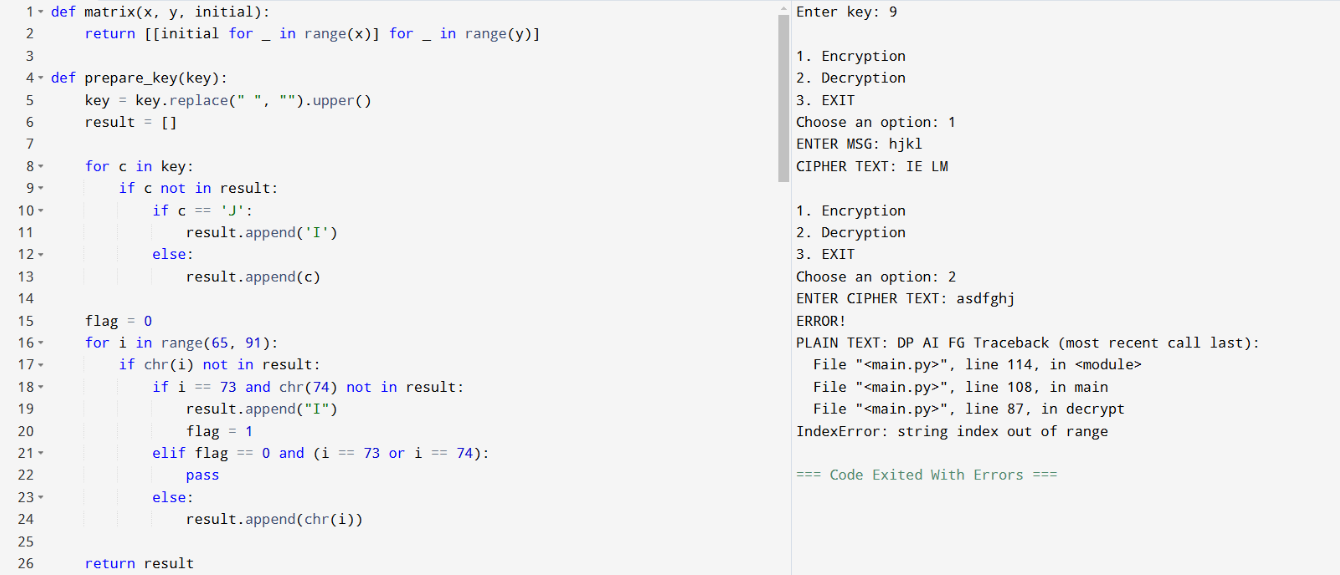 1 def matrix(x, y, initial):
2     return [[initial for _ in range(x)] for _ in range(y)]
3
4 def prepare_key(key):
5     key = key.replace(" ", "").upper()
6     result = []
7
8     for c in key:
9         if c not in result:
10             if c == 'J':
11                 result.append('I')
12             else:
13                 result.append(c)
14
15     flag = 0
16     for i in range(65, 91):
17         if chr(i) not in result:
18             if i == 73 and chr(74) not in result:
19                 result.append("I")
20                 flag = 1
21             elif flag == 0 and (i == 73 or i == 74):
22                 pass
23             else:
24                 result.append(chr(i))
25
26     return result
Enter key: 9
1. Encryption
2. Decryption
3. EXIT
Choose an option: 1
ENTER MSG: hjkl
CIPHER TEXT: IE LM
1. Encryption
2. Decryption
3. EXIT
Choose an option: 2
ENTER CIPHER TEXT: asdfghj
ERROR!
PLAIN TEXT: DP AI FG Traceback (most recent call last):
  File "<main.py>", line 114, in <module>
  File "<main.py>", line 108, in main
  File "<main.py>", line 87, in decrypt
IndexError: string index out of range
=== Code Exited With Errors ===